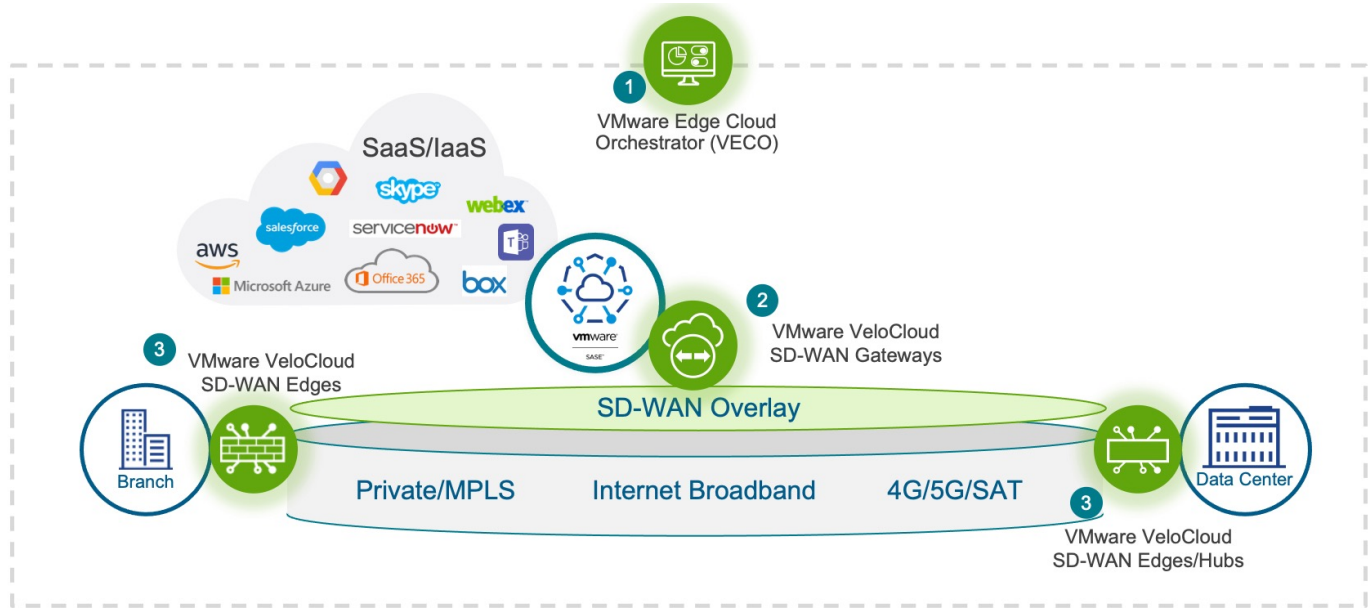 1
VMware Edge Cloud
Orchestrator (VECO)
SaaS/IaaS
skype
webex
salesforce
servicenow
T
aws
Microsoft Azure
Office 365
box
vmware
SASE
2
VMware VeloCloud
SD-WAN Gateways
3
VMware VeloCloud
SD-WAN Edges
SD-WAN Overlay
Branch
Private/MPLS
Internet Broadband
4G/5G/SAT
Data Center
3
VMware VeloCloud
SD-WAN Edges/Hubs